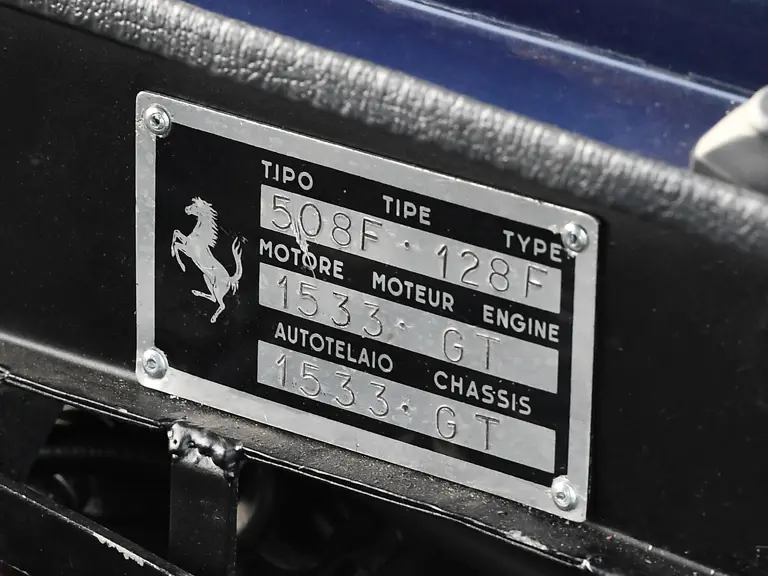 TIPO TIPE TYPE
508F · 128F
MOTORE MOTEUR ENGINE
1533 · GT
AUTOTELAIO CHASSIS
1533 · GT